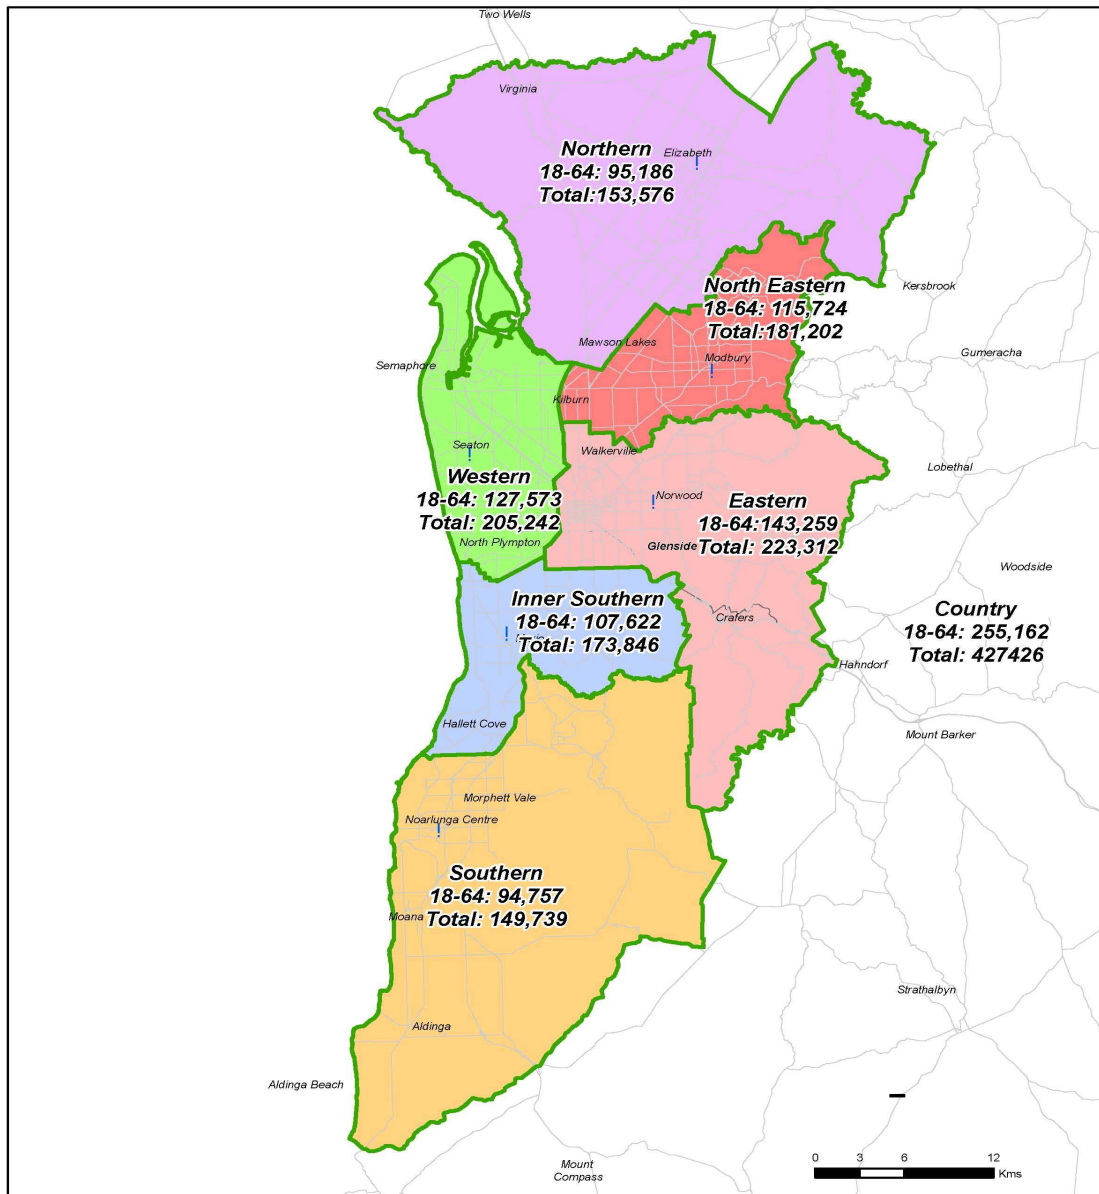 Two Wells
Virginia
Northern
18-64: 95,186
Total:153,576
Elizabeth
!
North Eastern
18-64: 115,724
Total:181,202
Kersbrook
Mawson Lakes
Modbury
!
Gumeracha
Semaphore
Kilburn
Seaton
!
Walkerville
Lobethal
Western
18-64: 127,573
Total: 205,242
Norwood
!
Eastern
18-64:143,259
Total: 223,312
North Plympton
Glenside
Woodside
Inner Southern
18-64: 107,622
Total: 173,846
!
Crafers
Country
18-64: 255,162
Total: 427426
Hahndorf
Hallett Cove
Mount Barker
Morphett Vale
Noarlunga Centre
!
Southern
18-64: 94,757
Total: 149,739
Moana
Strathalbyn
Aldinga
Aldinga Beach
Mount
Compass
0 3 6 12
Kms